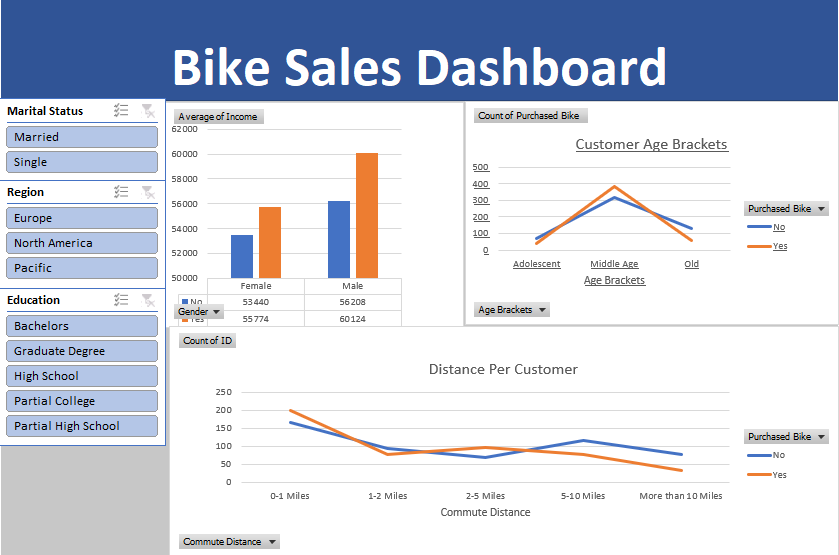 Bike Sales Dashboard
Marital Status
Married
Single
Region
Europe
North America
Pacific
Education
Bachelors
Graduate Degree
High School
Partial College
Partial High School
Average of Income
62000
60000
58000
56000
54000
52000
50000
Female Male
No 53440 56208
Yes 55774 60124
Gender
Count of Purchased Bike
Customer Age Brackets
500
400
300
200
100
0
Adolescent Middle Age Old
Age Brackets
Purchased Bike
No
Yes
Age Brackets
Count of ID
Distance Per Customer
250
200
150
100
50
0
0-1 Miles 1-2 Miles 2-5 Miles 5-10 Miles More than 10 Miles
Commute Distance
Purchased Bike
No
Yes
Commute Distance